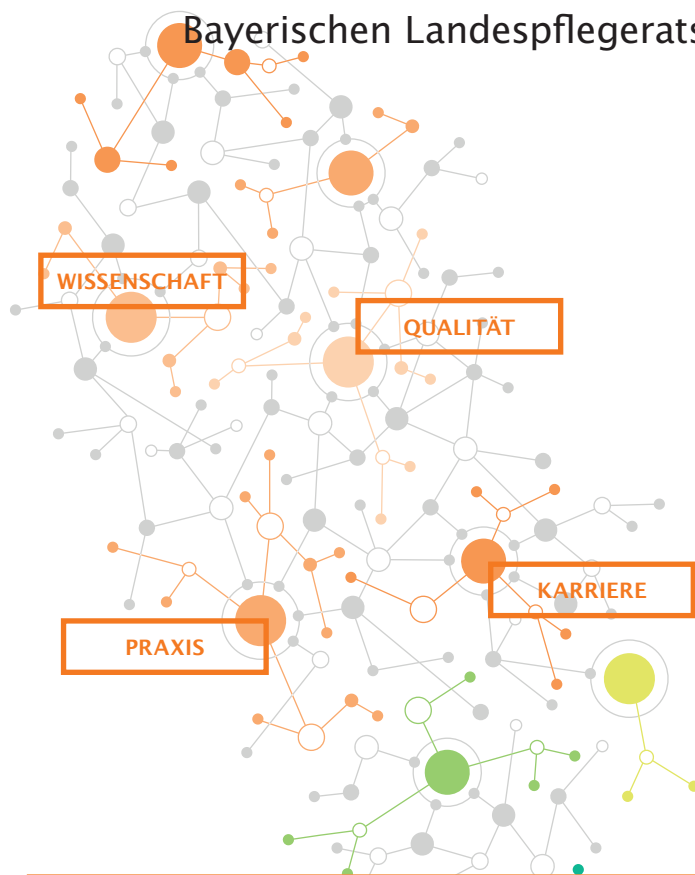 Bayerischen Landespflegerats
WISSENSCHAFT
QUALITÄT
KARRIERE
PRAXIS